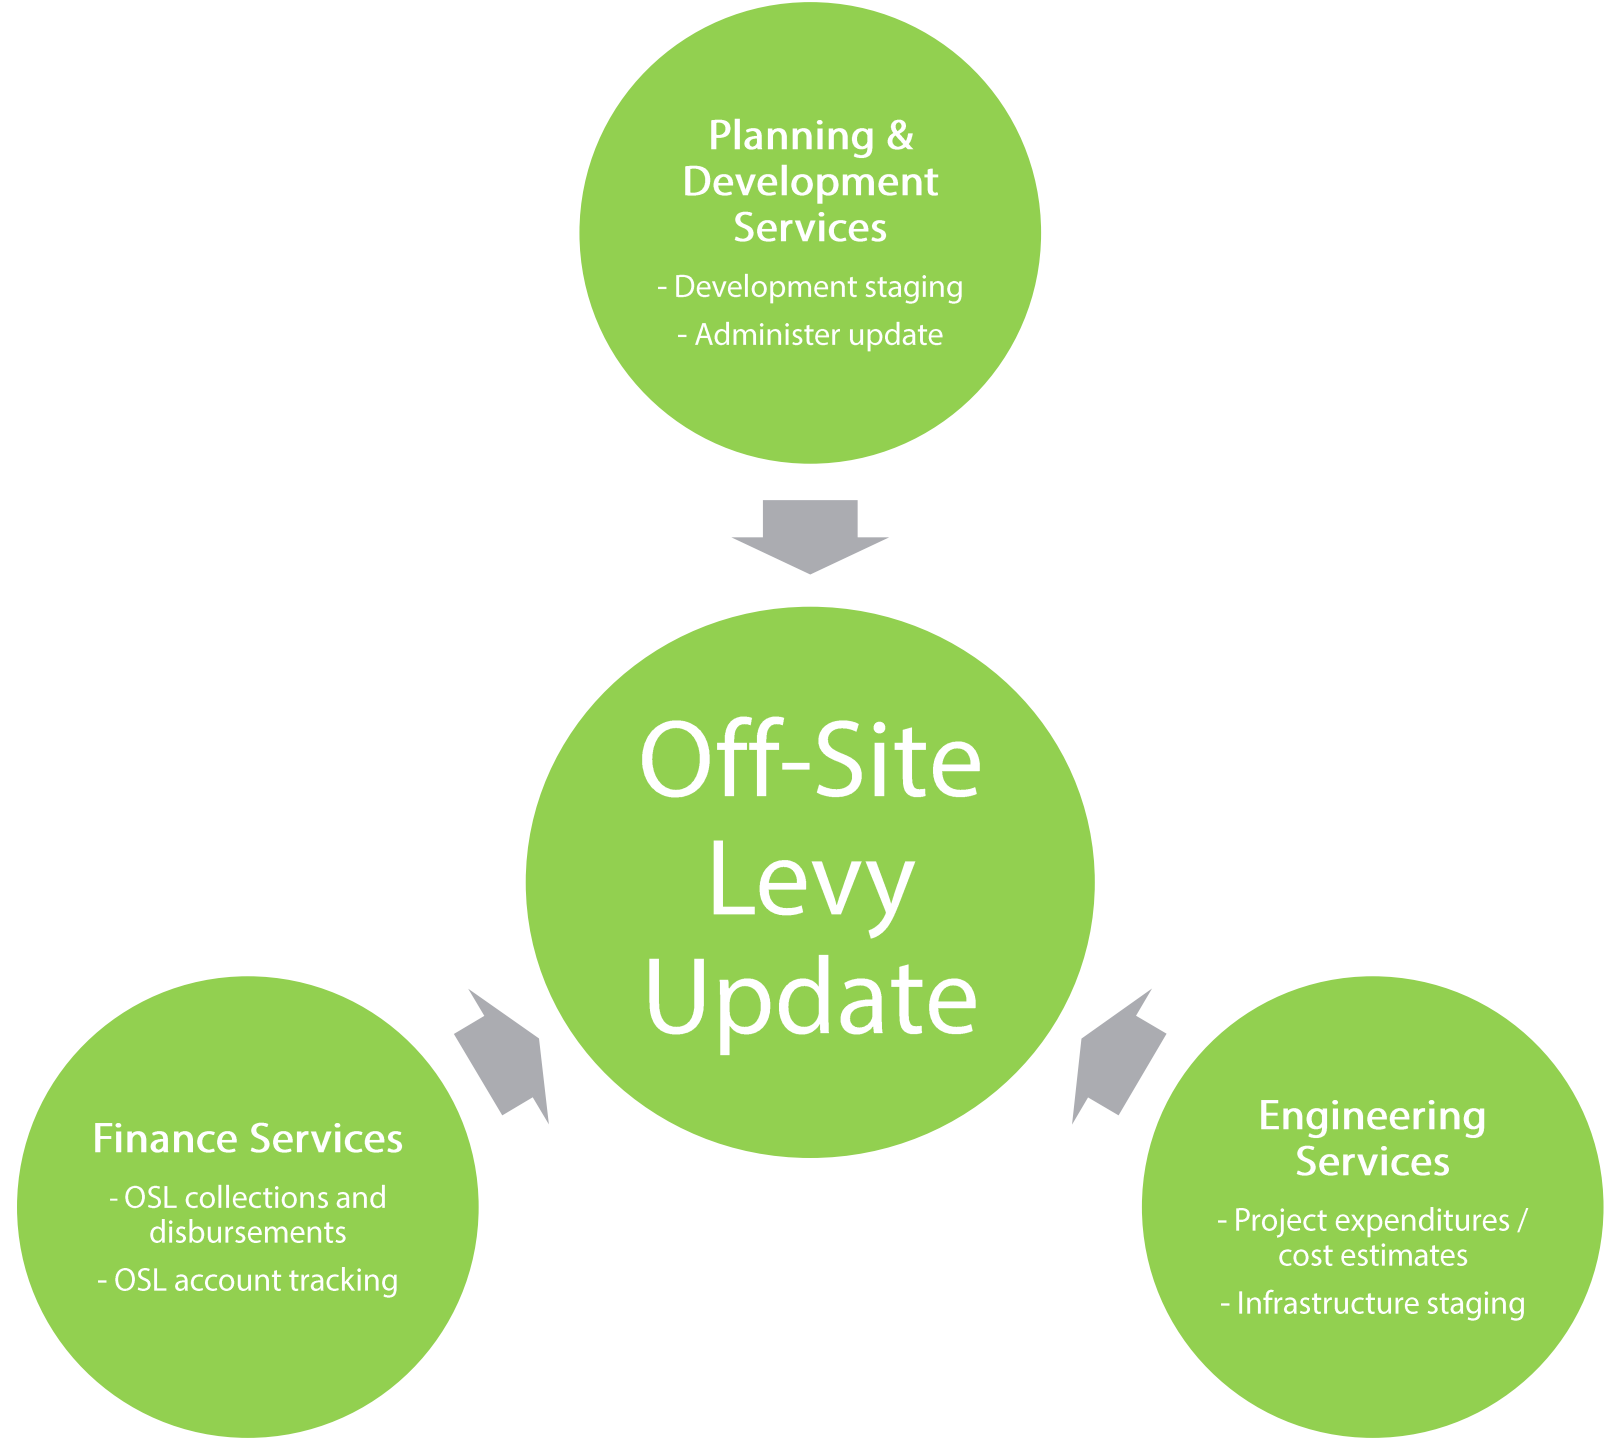 Planning &
Development
Services
- Development staging
- Administer update
Off-Site
Levy
Update
Finance Services
- OSL collections and
disbursements
- OSL account tracking
Engineering
Services
- Project expenditures /
cost estimates
- Infrastructure staging